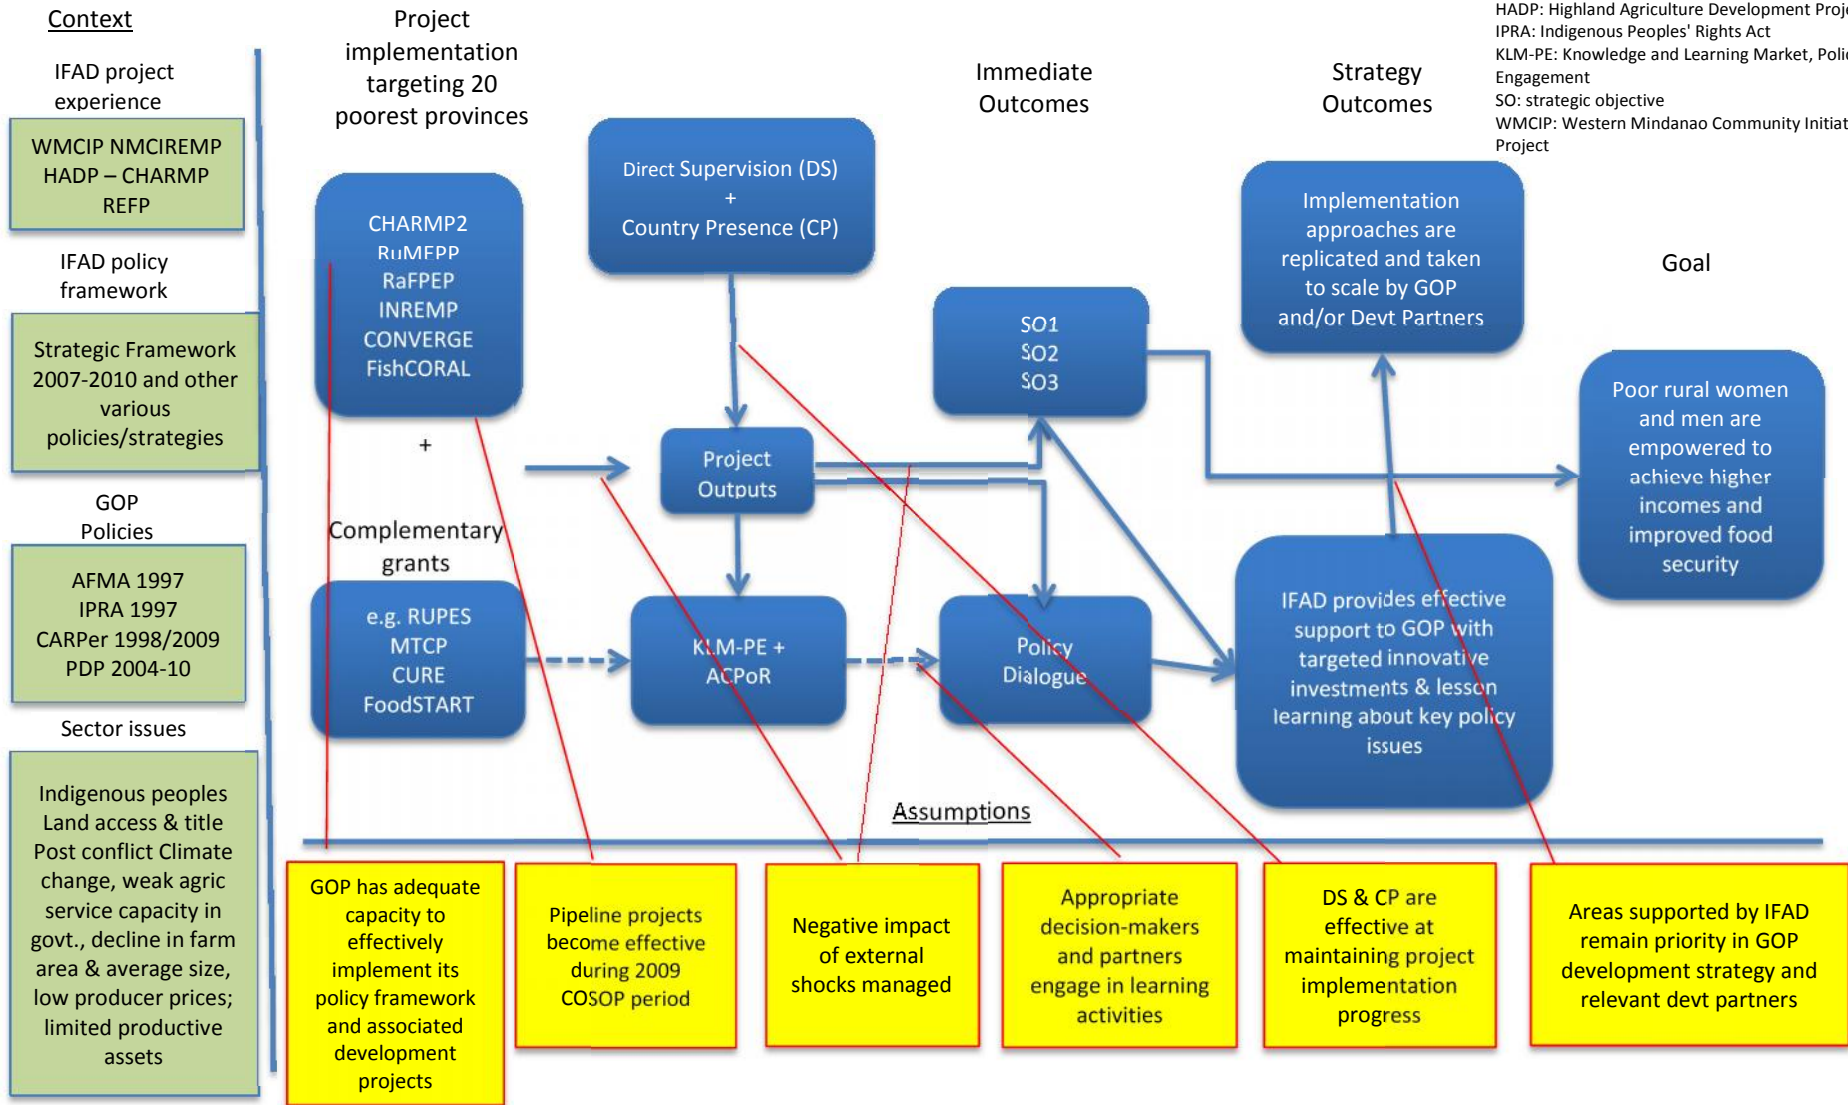 Context
IFAD project
experience
WMCIP NMCIREMP
HADP – CHARMP
REFP
IFAD policy
framework
Strategic Framework
2007-2010 and other
various
policies/strategies
GOP
Policies
AFMA 1997
IPRA 1997
CARPer 1998/2009
PDP 2004-10
Sector issues
Indigenous peoples
Land access & title
Post conflict Climate
change, weak agric
service capacity in
govt., decline in farm
area & average size,
low producer prices;
limited productive
assets
Project
implementation
targeting 20
poorest provinces
CHARMP2
RuMEPP
RaFPEP
INREMP
CONVERGE
FishCORAL
+
Complementary
grants
e.g. RUPES
MTCP
CURE
FoodSTART
Direct Supervision (DS)
+
Country Presence (CP)
Project
Outputs
KLM-PE +
ACPoR
Immediate
Outcomes
SO1
SO2
SO3
Policy
Dialogue
Strategy
Outcomes
Implementation
approaches are
replicated and taken
to scale by GOP
and/or Devt Partners
IFAD provides effective
support to GOP with
targeted innovative
investments & lesson
learning about key policy
issues
HADP: Highland Agriculture Development Proje
IPRA: Indigenous Peoples' Rights Act
KLM-PE: Knowledge and Learning Market, Polic
Engagement
SO: strategic objective
WMCIP: Western Mindanao Community Initiat
Project
Goal
Poor rural women
and men are
empowered to
achieve higher
incomes and
improved food
security
Assumptions
GOP has adequate
capacity to
effectively
implement its
policy framework
and associated
development
projects
Pipeline projects
become effective
during 2009
COSOP period
Negative impact
of external
shocks managed
Appropriate
decision-makers
and partners
engage in learning
activities
DS & CP are
effective at
maintaining project
implementation
progress
Areas supported by IFAD
remain priority in GOP
development strategy and
relevant devt partners